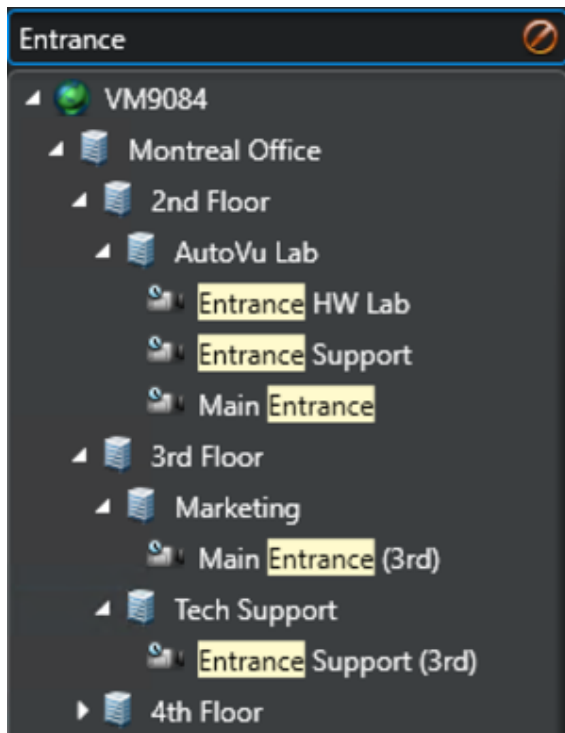 Entrance
VM9084
Montreal Office
2nd Floor
AutoVu Lab
Entrance HW Lab
Entrance Support
Main Entrance
3rd Floor
Marketing
Main Entrance (3rd)
Tech Support
Entrance Support (3rd)
4th Floor